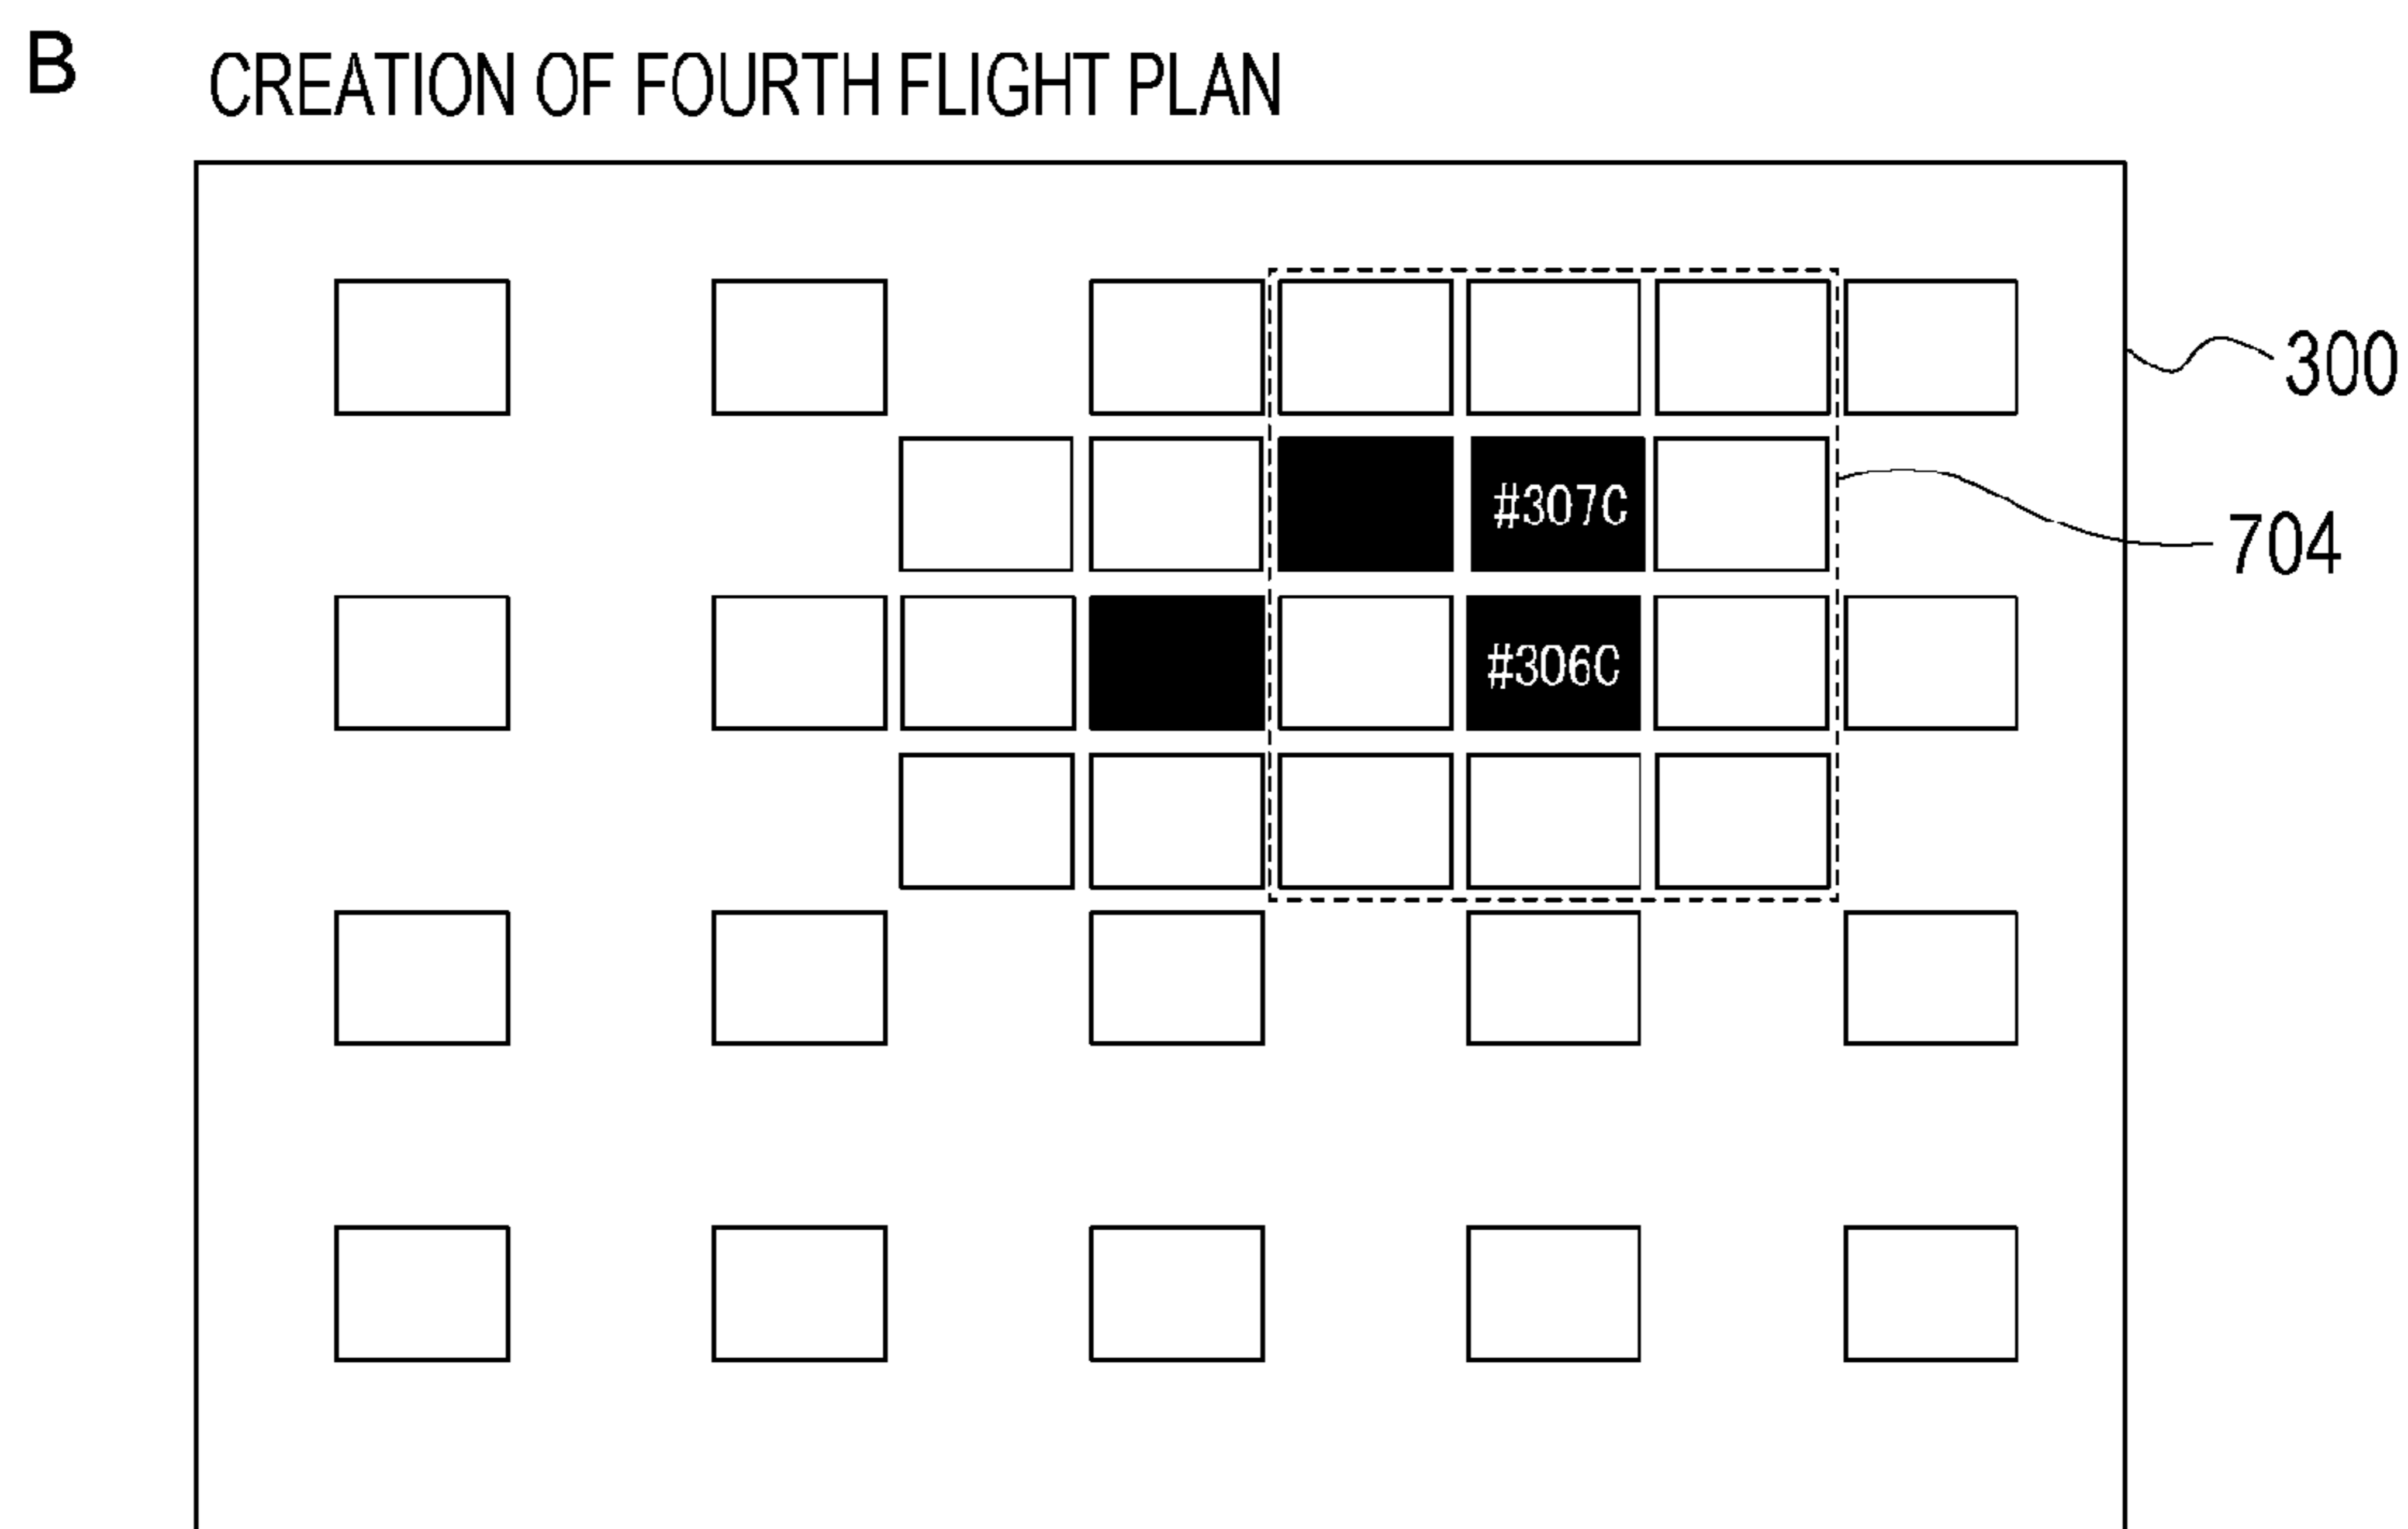 B
CREATION OF FOURTH FLIGHT PLAN
300
#307C
704
#306C